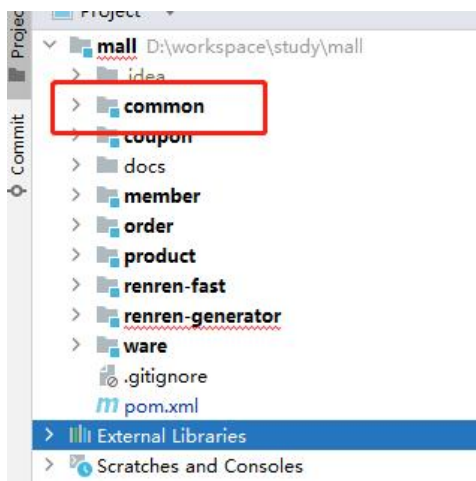 Project
Project
Commit
mall D:\workspace\study\mall
.idea
common
coupon
docs
member
order
product
renren-fast
renren-generator
ware
.gitignore
m pom.xml
External Libraries
Scratches and Consoles